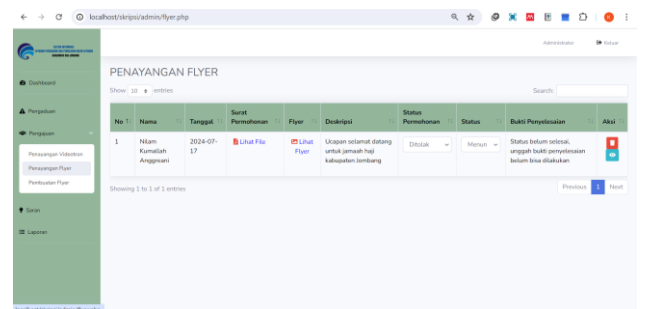 localhost/skripsi/admin/flyer.php
K
Administrator
Keluar
Dashboard
Pengaduan
Pengajuan
Penayangan Videotron
Penayangan Flyer
Pembuatan Flyer
Saran
Laporan
PENAYANGAN FLYER
Show 10 entries
Search:
No Nama Tanggal Surat Permohonan Flyer Deskripsi Status Permohonan Status Bukti Penyelesaian Aksi
1 Nilam Kumallah Anggreani 2024-07-17 Lihat File Lihat Flyer Ucapan selamat datang untuk jamaah haji kabupaten Jombang Ditolak Menun Status belum selesai, unggah bukti penyelesaian belum bisa dilakukan
Showing 1 to 1 of 1 entries
Previous 1 Next